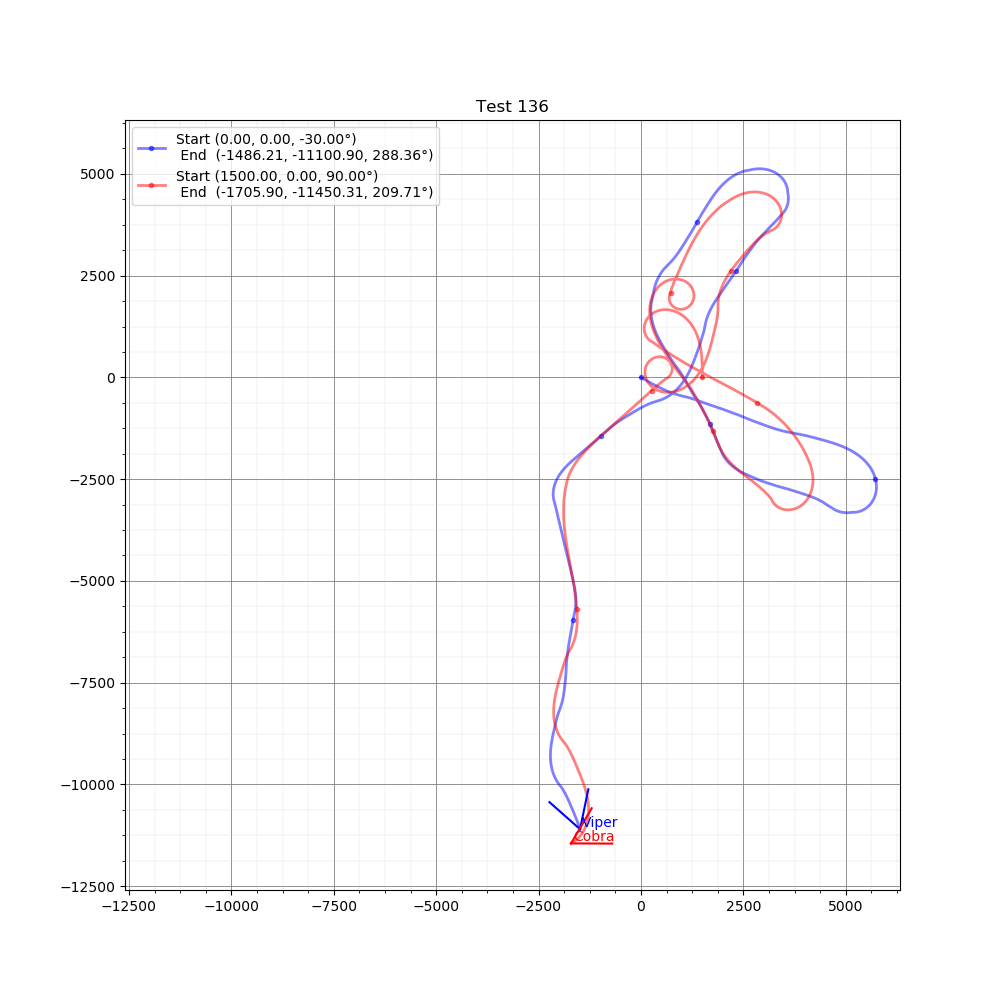 Test 136
Start (0.00, 0.00, -30.00°)
End (-1486.21, -11100.90, 288.36°)
Start (1500.00, 0.00, 90.00°)
End (-1705.90, -11450.31, 209.71°)
5000
2500
0
−2500
−5000
−7500
−10000
−12500
Viper
Cobra
−12500 −10000 −7500 −5000 −2500 0 2500 5000